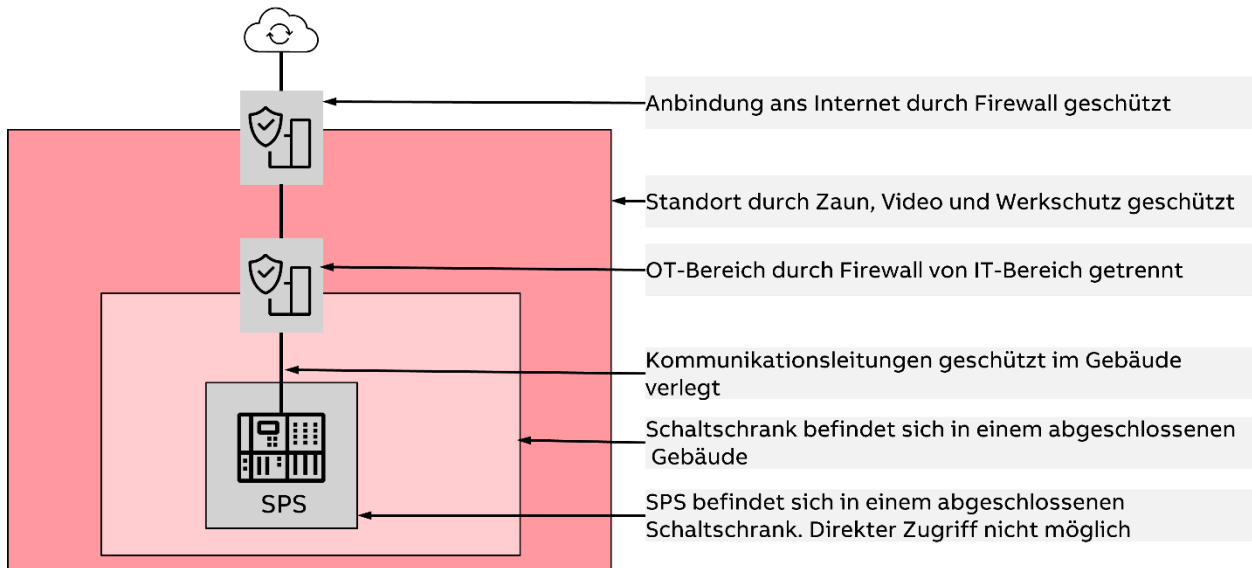 Anbindung ans Internet durch Firewall geschützt
Standort durch Zaun, Video und Werkschutz geschützt
OT-Bereich durch Firewall von IT-Bereich getrennt
Kommunikationsleitungen geschützt im Gebäude
verlegt
Schaltschrank befindet sich in einem abgeschlossenen
Gebäude
SPS befindet sich in einem abgeschlossenen
Schaltschrank. Direkter Zugriff nicht möglich
SPS